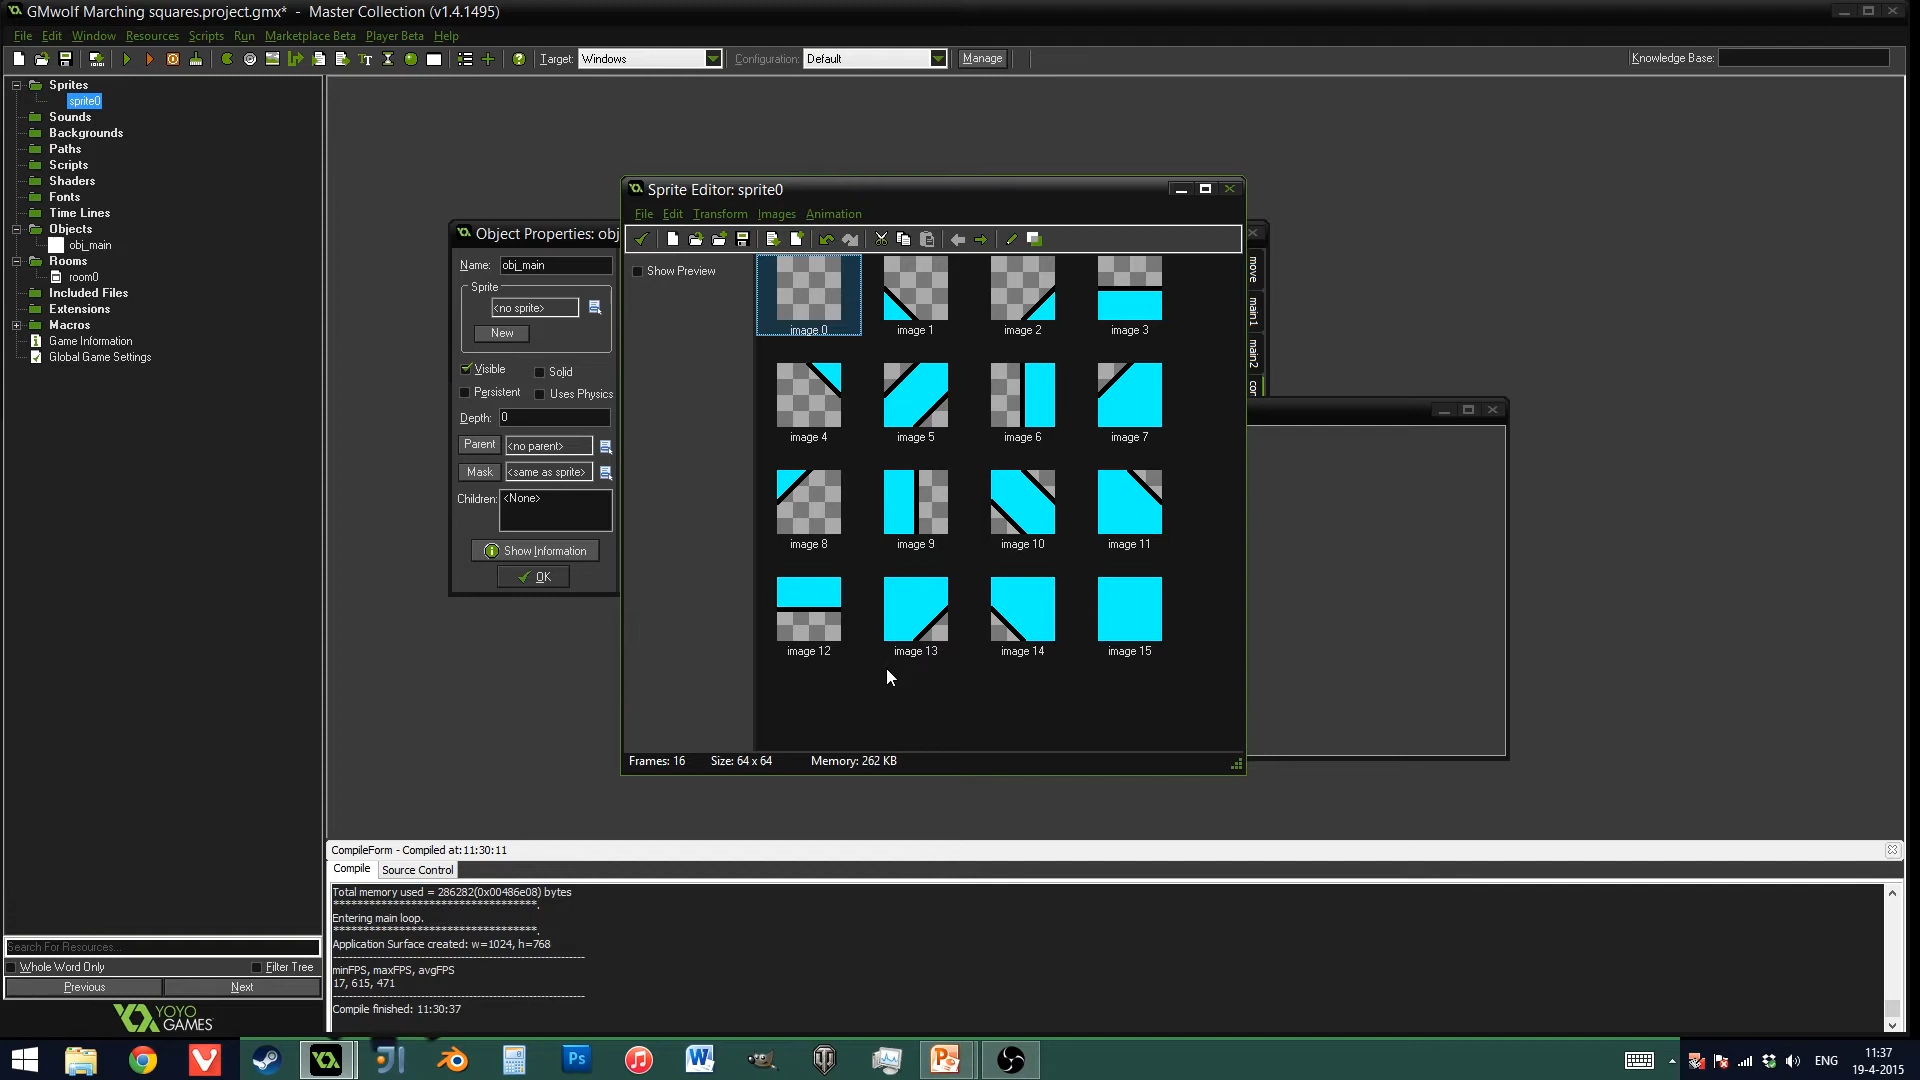 GMwolf Marching squares.project.gmx* - Master Collection (v1.4.1495)
File Edit Window Resources Scripts Run Marketplace Beta Player Beta Help
Target: Windows Configuration: Default Manage Knowledge Base:
Sprites
sprite0
Sounds
Backgrounds
Paths
Scripts
Shaders
Fonts
Time Lines
Objects
obj_main
Rooms
room0
Included Files
Extensions
Macros
Game Information
Global Game Settings
Search For Resources...
Whole Word Only Filter Tree
Previous Next
YOYO
GAMES
Object Properties: obj
Name: obj_main
Sprite
<no sprite>
New
Visible Solid
Persistent Uses Physics
Depth: 0
Parent <no parent>
Mask <same as sprite>
Children: <None>
Show Information
OK
Sprite Editor: sprite0
File Edit Transform Images Animation
Show Preview
image 0 image 1 image 2 image 3
image 4 image 5 image 6 image 7
image 8 image 9 image 10 image 11
image 12 image 13 image 14 image 15
Frames: 16 Size: 64 x 64 Memory: 262 KB
move
main1
main2
CompileForm - Compiled at:11:30:11
Compile Source Control
Total memory used = 286282(0x00486e08) bytes
***********************************.
Entering main loop.
***********************************.
Application Surface created: w=1024, h=768
minFPS, maxFPS, avgFPS
17, 615, 471
Compile finished: 11:30:37
Ps
ENG
11:37
19-4-2015